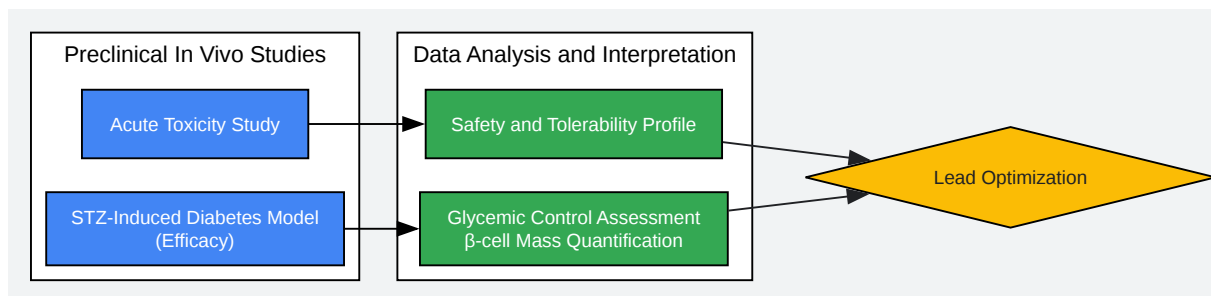 Preclinical In Vivo Studies
Acute Toxicity Study
STZ-Induced Diabetes Model
(Efficacy)
Data Analysis and Interpretation
Safety and Tolerability Profile
Glycemic Control Assessment
β-cell Mass Quantification
Lead Optimization